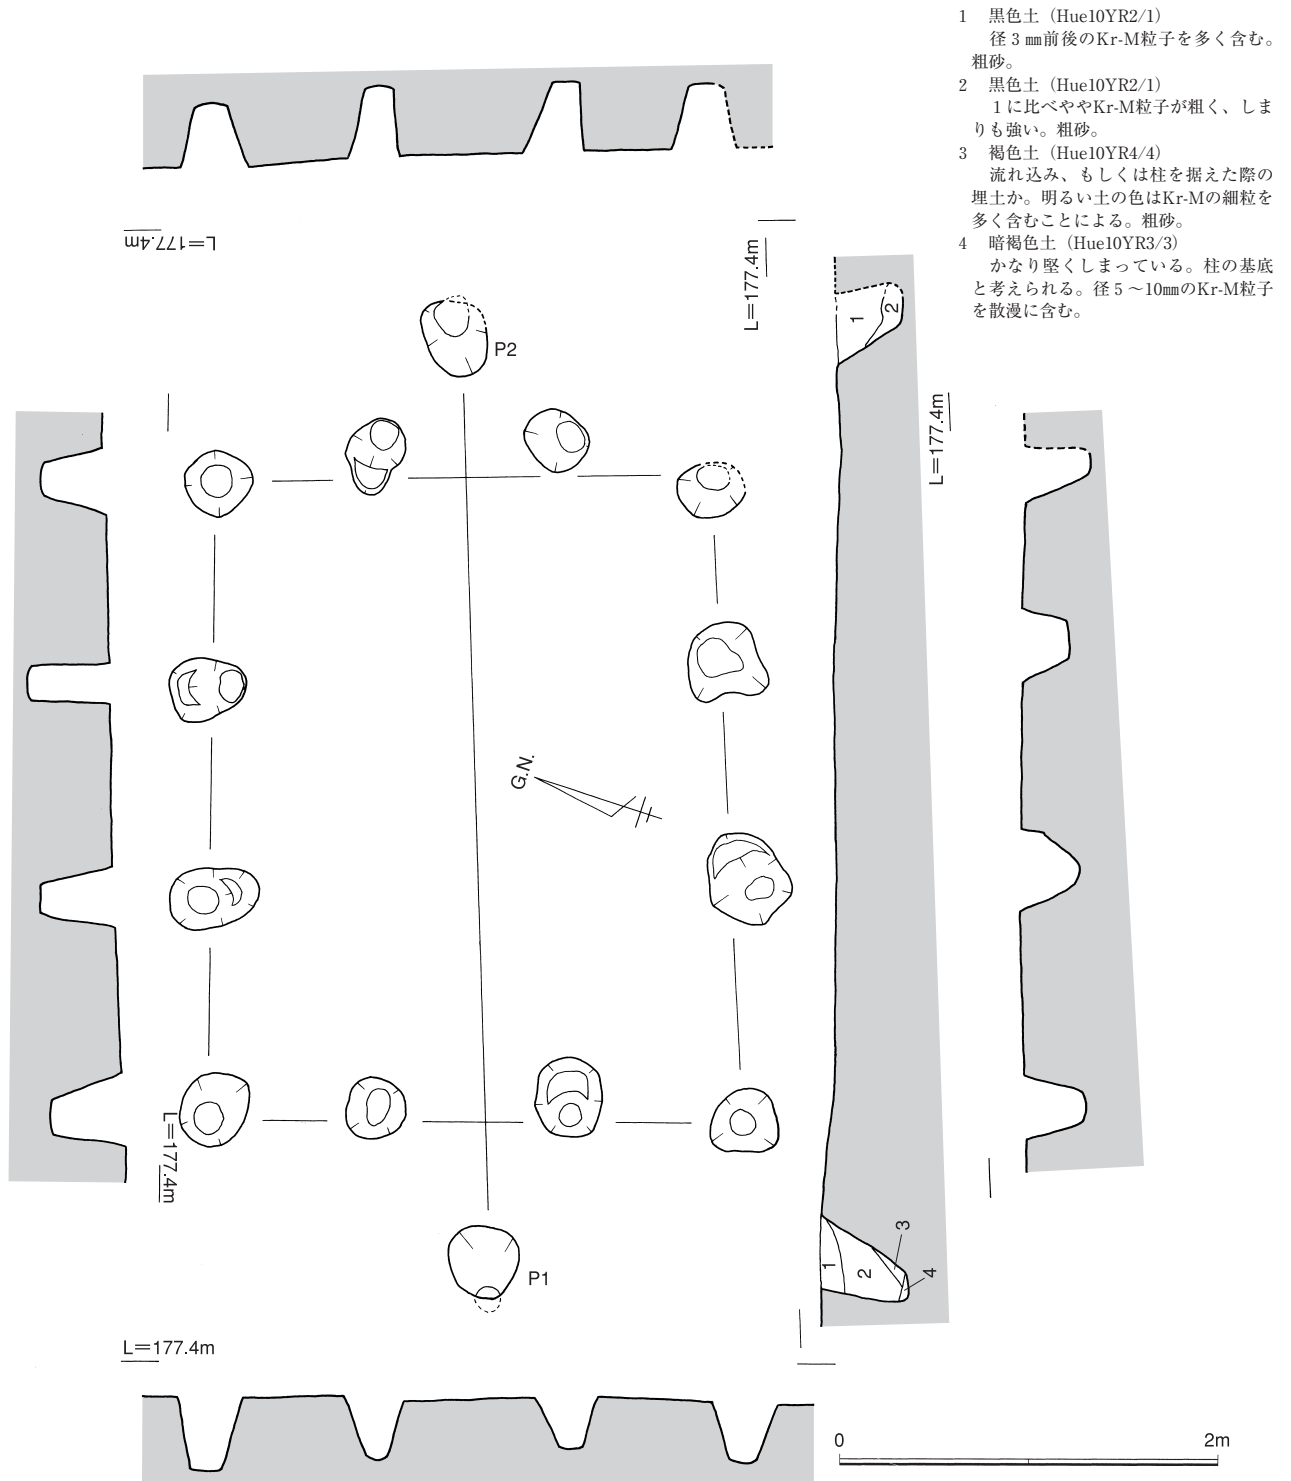 1　黒色土（Hue10YR2/1）
径３㎜前後のKr-M粒子を多く含む。
粗砂。
2　黒色土（Hue10YR2/1）
１に比べややKr-M粒子が粗く、しま
りも強い。粗砂。
3　褐色土（Hue10YR4/4）
流れ込み、もしくは柱を据えた際の
埋土か。明るい土の色はKr-Mの細粒を
多く含むことによる。粗砂。
4　暗褐色土（Hue10YR3/3）
かなり堅くしまっている。柱の基底
と考えられる。径５～10㎜のKr-M粒子
を散漫に含む。
L＝177.4m
L＝177.4m
1
2
P2
L＝177.4m
G.N.
L＝177.4m
3
1
2
4
P1
L＝177.4m
0
2m